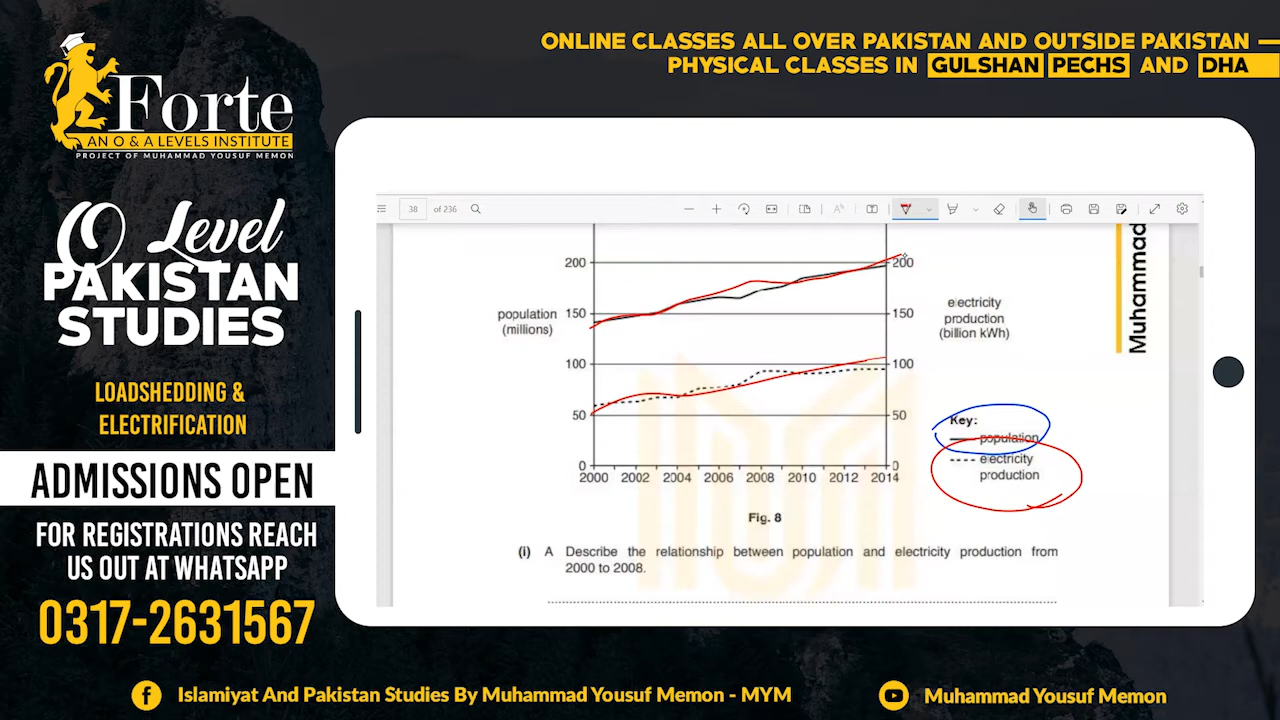 ONLINE CLASSES ALL OVER PAKISTAN AND OUTSIDE PAKISTAN
PHYSICAL CLASSES IN GULSHAN PECHS AND DHA
Forte
AN O & A LEVELS INSTITUTE
PROJECT OF MUHAMMAD YOUSUF MEMON
O Level
PAKISTAN
STUDIES
LOADSHEDDING &
ELECTRIFICATION
ADMISSIONS OPEN
FOR REGISTRATIONS REACH
US OUT AT WHATSAPP
0317-2631567
38 of 236
Muhammad
200 200
population
(millions)
150 150
electricity
production
(billion kWh)
100 100
50 50
0 0
2000 2002 2004 2006 2008 2010 2012 2014
Key:
population
electricity
production
Fig. 8
(i) A Describe the relationship between population and electricity production from
2000 to 2008.
Islamiyat And Pakistan Studies By Muhammad Yousuf Memon - MYM
Muhammad Yousuf Memon